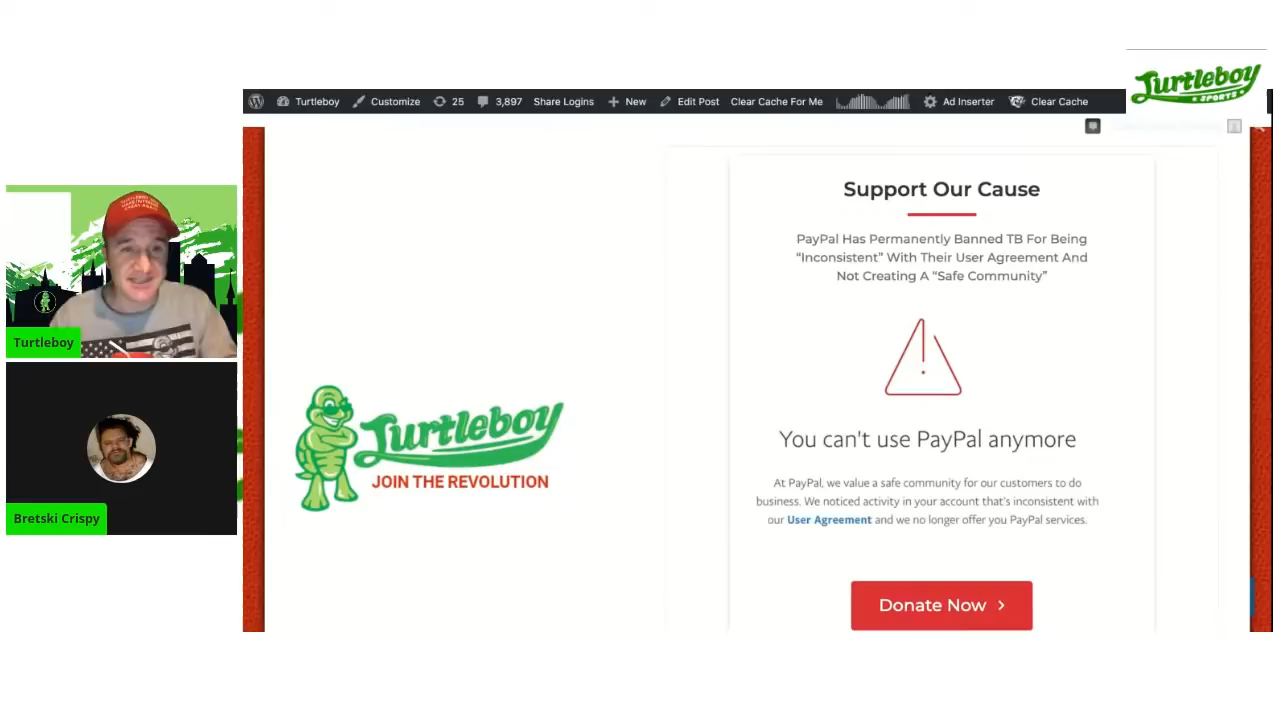 Turtleboy
SPORTS
Turtleboy Customize 25 3,897 Share Logins New Edit Post Clear Cache For Me Ad Inserter Clear Cache
Support Our Cause
PayPal Has Permanently Banned TB For Being
“Inconsistent” With Their User Agreement And
Not Creating A “Safe Community”
You can't use PayPal anymore
At PayPal, we value a safe community for our customers to do
business. We noticed activity in your account that's inconsistent with
our User Agreement and we no longer offer you PayPal services.
Donate Now
Turtleboy
JOIN THE REVOLUTION
Turtleboy
Bretski Crispy